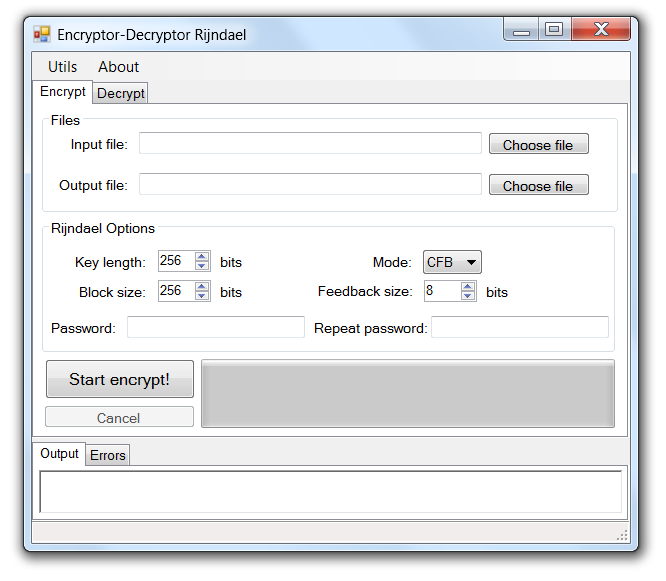 Encryptor-Decryptor Rijndael
Utils About
Encrypt Decrypt
Files
Input file: Choose file
Output file: Choose file
Rijndael Options
Key length: 256 bits Mode: CFB
Block size: 256 bits Feedback size: 8 bits
Password: Repeat password:
Start encrypt!
Cancel
Output Errors